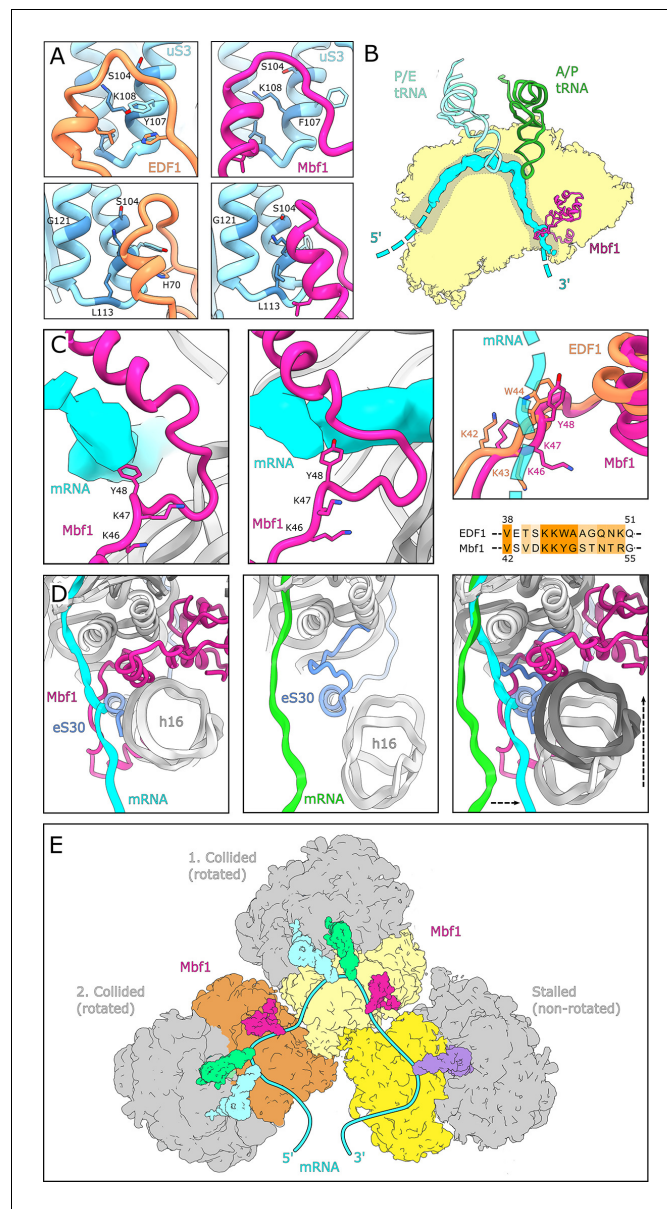 A
uS3
S104
K108
Y107
EDF1
uS3
S104
K108
F107
Mbf1
S104
G121
H70
L113
S104
G121
L113
B
P/E
tRNA
A/P
tRNA
5'
3'
Mbf1
C
mRNA
Y48
K47
Mbf1
K46
mRNA
Y48
K47
Mbf1
K46
mRNA
EDF1
W44
K42
Y48
K47
K43
K46
Mbf1
38 51
EDF1 --VETSKKWAAGQNKQ--
Mbf1 --VSVDKKYGSTNTRG--
42 55
D
Mbf1
eS30
h16
mRNA
h16
mRNA
E
1. Collided
(rotated)
Mbf1
Mbf1
2. Collided
(rotated)
Stalled
(non-rotated)
5'
3'
mRNA